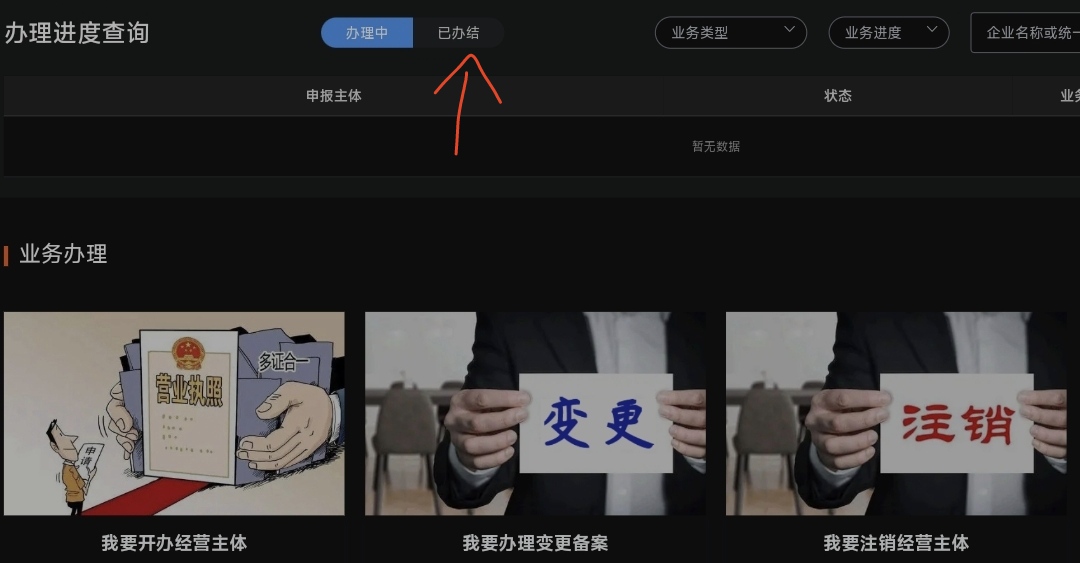 办理进度查询
办理中
已办结
业务类型
业务进度
企业名称或统一
申报主体
状态
业务
暂无数据
业务办理
多证合一
营业执照
申请
变更
注销
我要开办经营主体
我要办理变更备案
我要注销经营主体